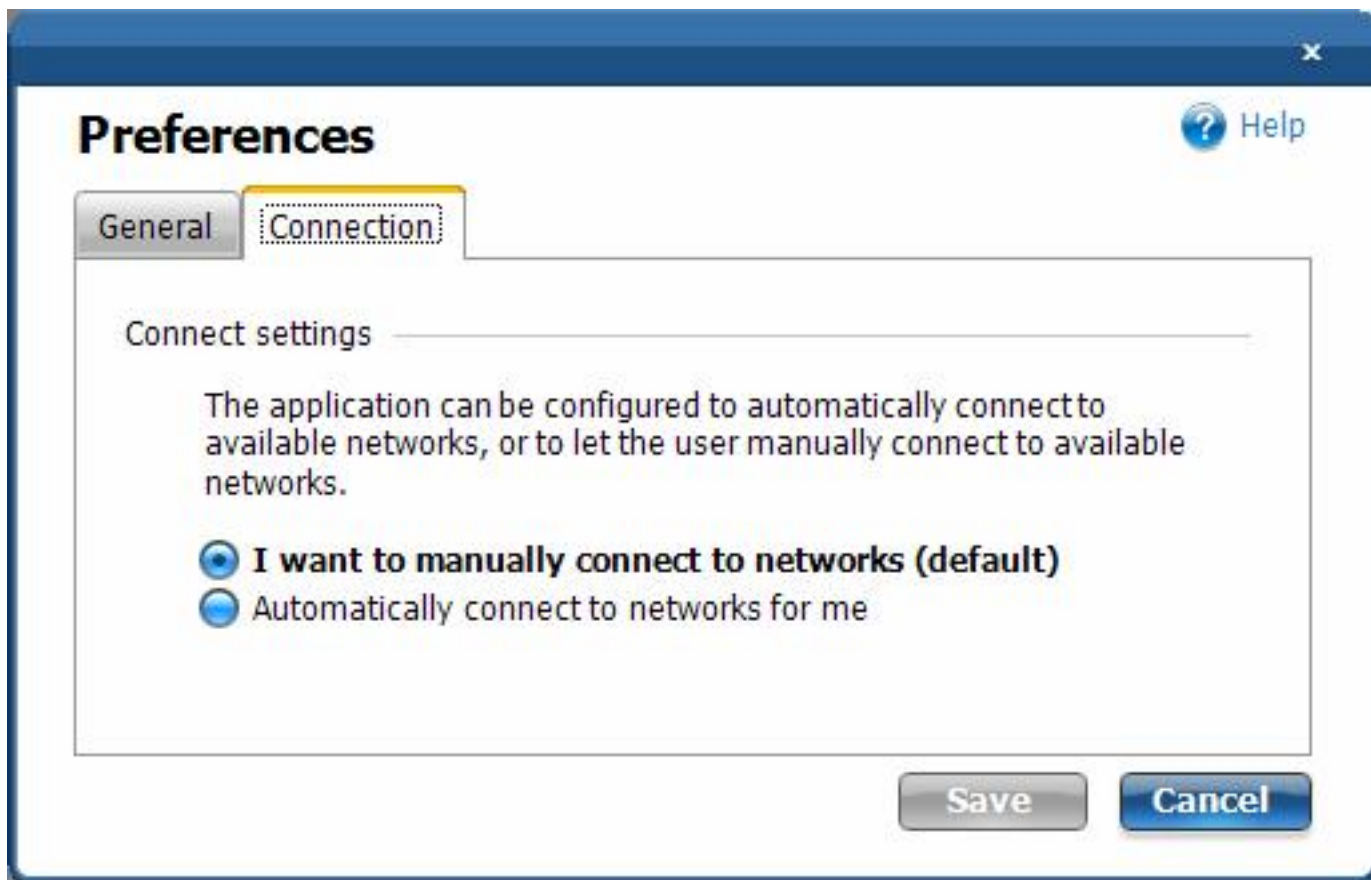 x
Preferences
? Help
General
Connection
Connect settings
The application can be configured to automatically connect to
available networks, or to let the user manually connect to available
networks.
I want to manually connect to networks (default)
Automatically connect to networks for me
Save
Cancel